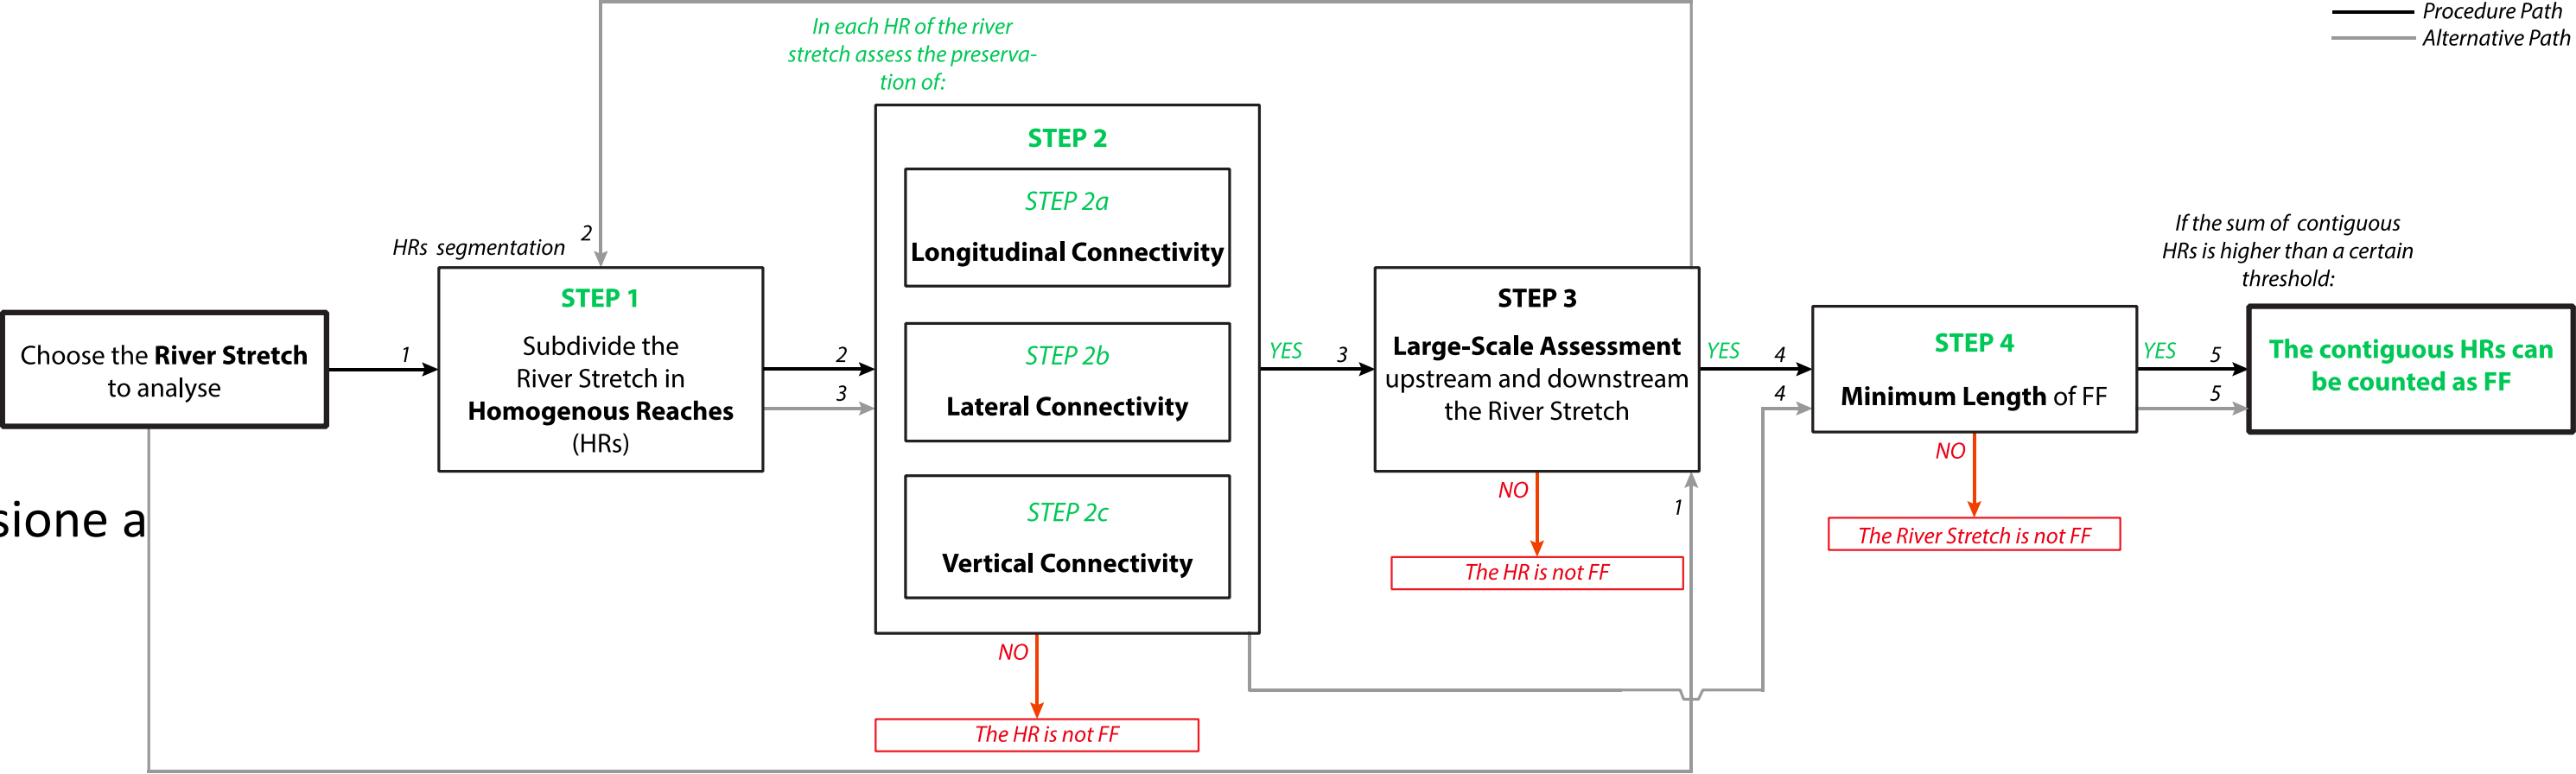 Procedure Path
Alternative Path
In each HR of the river
stretch assess the preserva-
tion of:
HRs segmentation
2
Choose the River Stretch
to analyse
1
STEP 1
Subdivide the
River Stretch in
Homogenous Reaches
(HRs)
2
3
STEP 2
STEP 2a
Longitudinal Connectivity
STEP 2b
Lateral Connectivity
STEP 2c
Vertical Connectivity
NO
The HR is not FF
YES
3
STEP 3
Large-Scale Assessment
upstream and downstream
the River Stretch
NO
The HR is not FF
1
YES
4
4
STEP 4
Minimum Length of FF
NO
The River Stretch is not FF
YES
5
5
If the sum of contiguous
HRs is higher than a certain
threshold:
The contiguous HRs can
be counted as FF
sione a